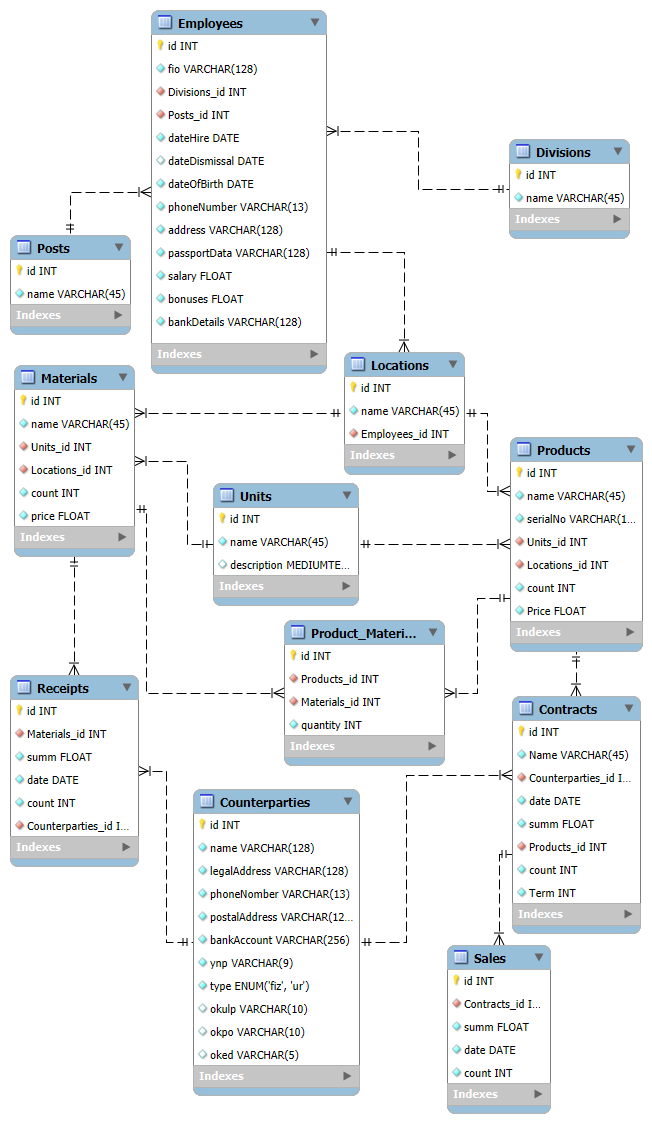 Employees
id INT
fio VARCHAR(128)
Divisions_id INT
Posts_id INT
dateHire DATE
dateDismissal DATE
dateOfBirth DATE
phoneNumber VARCHAR(13)
address VARCHAR(128)
passportData VARCHAR(128)
salary FLOAT
bonuses FLOAT
bankDetails VARCHAR(128)
Indexes
Divisions
id INT
name VARCHAR(45)
Indexes
Posts
id INT
name VARCHAR(45)
Indexes
Locations
id INT
name VARCHAR(45)
Employees_id INT
Indexes
Materials
id INT
name VARCHAR(45)
Units_id INT
Locations_id INT
count INT
price FLOAT
Indexes
Products
id INT
name VARCHAR(45)
serialNo VARCHAR(1...
Units_id INT
Locations_id INT
count INT
Price FLOAT
Indexes
Units
id INT
name VARCHAR(45)
description MEDIUMTE...
Indexes
Product_Materi...
id INT
Products_id INT
Materials_id INT
quantity INT
Indexes
Receipts
id INT
Materials_id INT
summ FLOAT
date DATE
count INT
Counterparties_id I...
Indexes
Contracts
id INT
Name VARCHAR(45)
Counterparties_id I...
date DATE
summ FLOAT
Products_id INT
count INT
Term INT
Indexes
Counterparties
id INT
name VARCHAR(128)
legalAddress VARCHAR(128)
phoneNomber VARCHAR(13)
postalAddress VARCHAR(12...
bankAccount VARCHAR(256)
ynp VARCHAR(9)
type ENUM('fiz', 'ur')
okulp VARCHAR(10)
okpo VARCHAR(10)
oked VARCHAR(5)
Indexes
Sales
id INT
Contracts_id I...
summ FLOAT
date DATE
count INT
Indexes